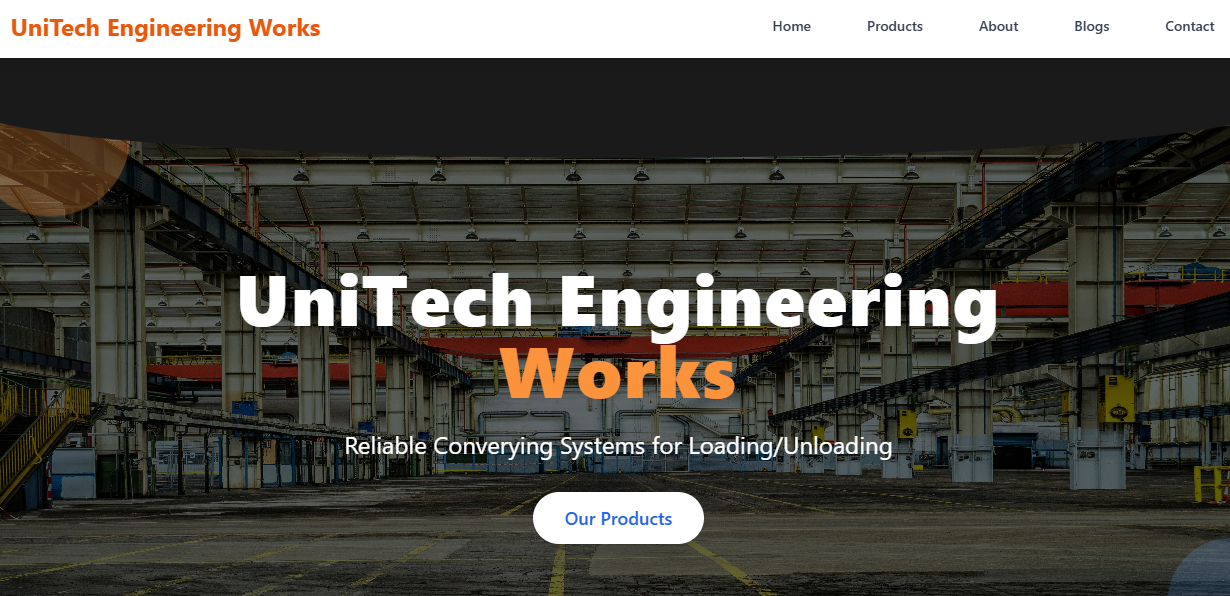 UniTech Engineering Works
Home Products About Blogs Contact
UniTech Engineering
Works
Reliable Converying Systems for Loading/Unloading
Our Products